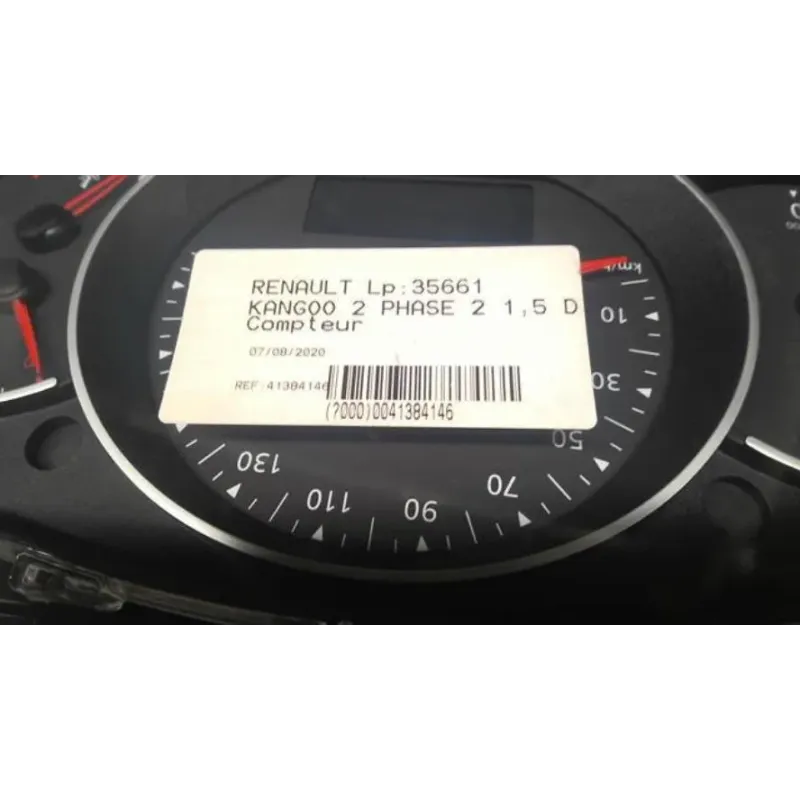 RENAULT Lp:35661
KANGOO 2 PHASE 2 1,5 D
Compteur
07/08/2020
REF:41384146
(?000)0041384146
km/h
10
30
50
70
90
110
130